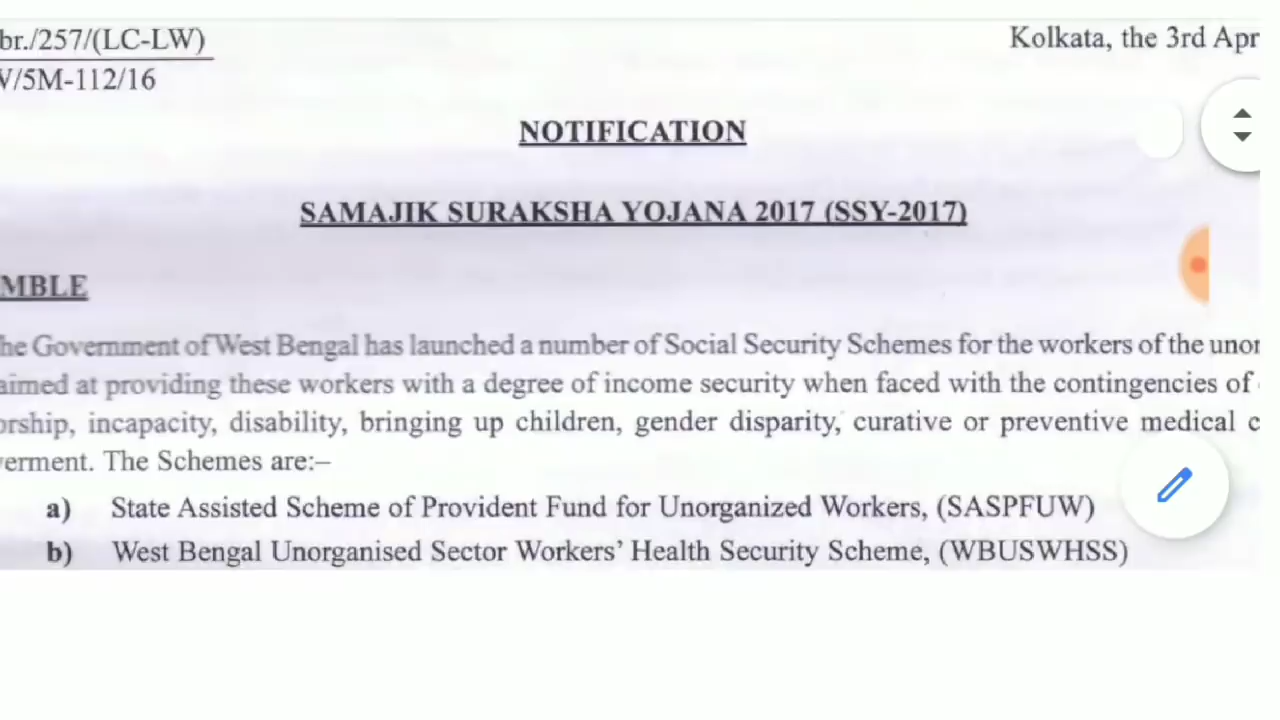 br./257/(LC-LW)
Kolkata, the 3rd Apr
V/5M-112/16
NOTIFICATION
SAMAJIK SURAKSHA YOJANA 2017 (SSY-2017)
MBLE
he Government of West Bengal has launched a number of Social Security Schemes for the workers of the unor
aimed at providing these workers with a degree of income security when faced with the contingencies of
orship, incapacity, disability, bringing up children, gender disparity, curative or preventive medical c
verment. The Schemes are:–
a) State Assisted Scheme of Provident Fund for Unorganized Workers, (SASPFUW)
b) West Bengal Unorganised Sector Workers’ Health Security Scheme, (WBUSWHSS)